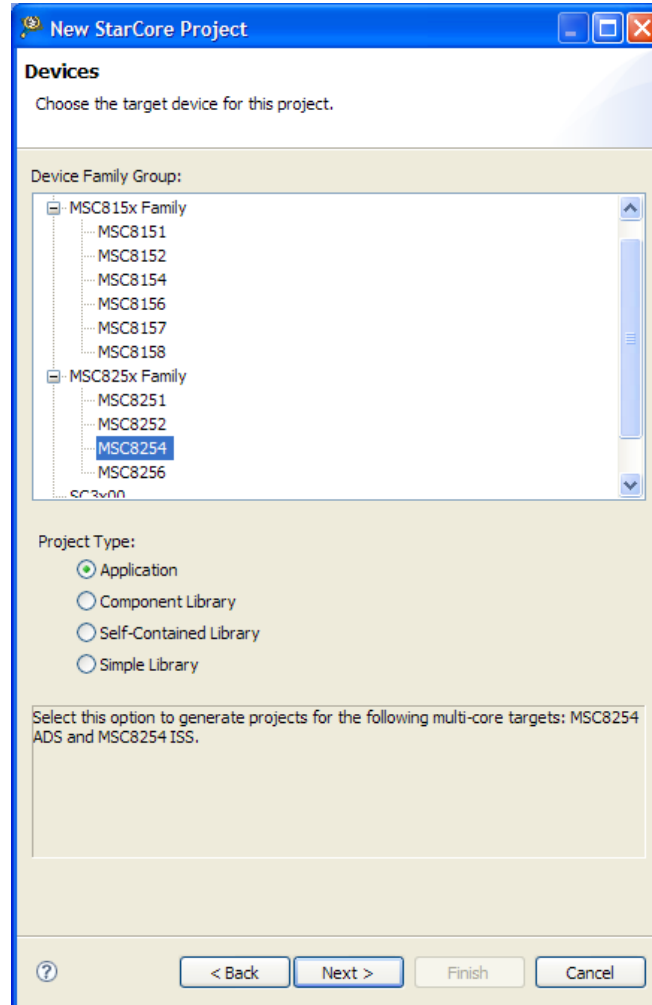 New StarCore Project
Devices
Choose the target device for this project.
Device Family Group:
MSC815x Family
MSC8151
MSC8152
MSC8154
MSC8156
MSC8157
MSC8158
MSC825x Family
MSC8251
MSC8252
MSC8254
MSC8256
SC3x00
Project Type:
Application
Component Library
Self-Contained Library
Simple Library
Select this option to generate projects for the following multi-core targets: MSC8254
ADS and MSC8254 ISS.
? < Back Next > Finish Cancel